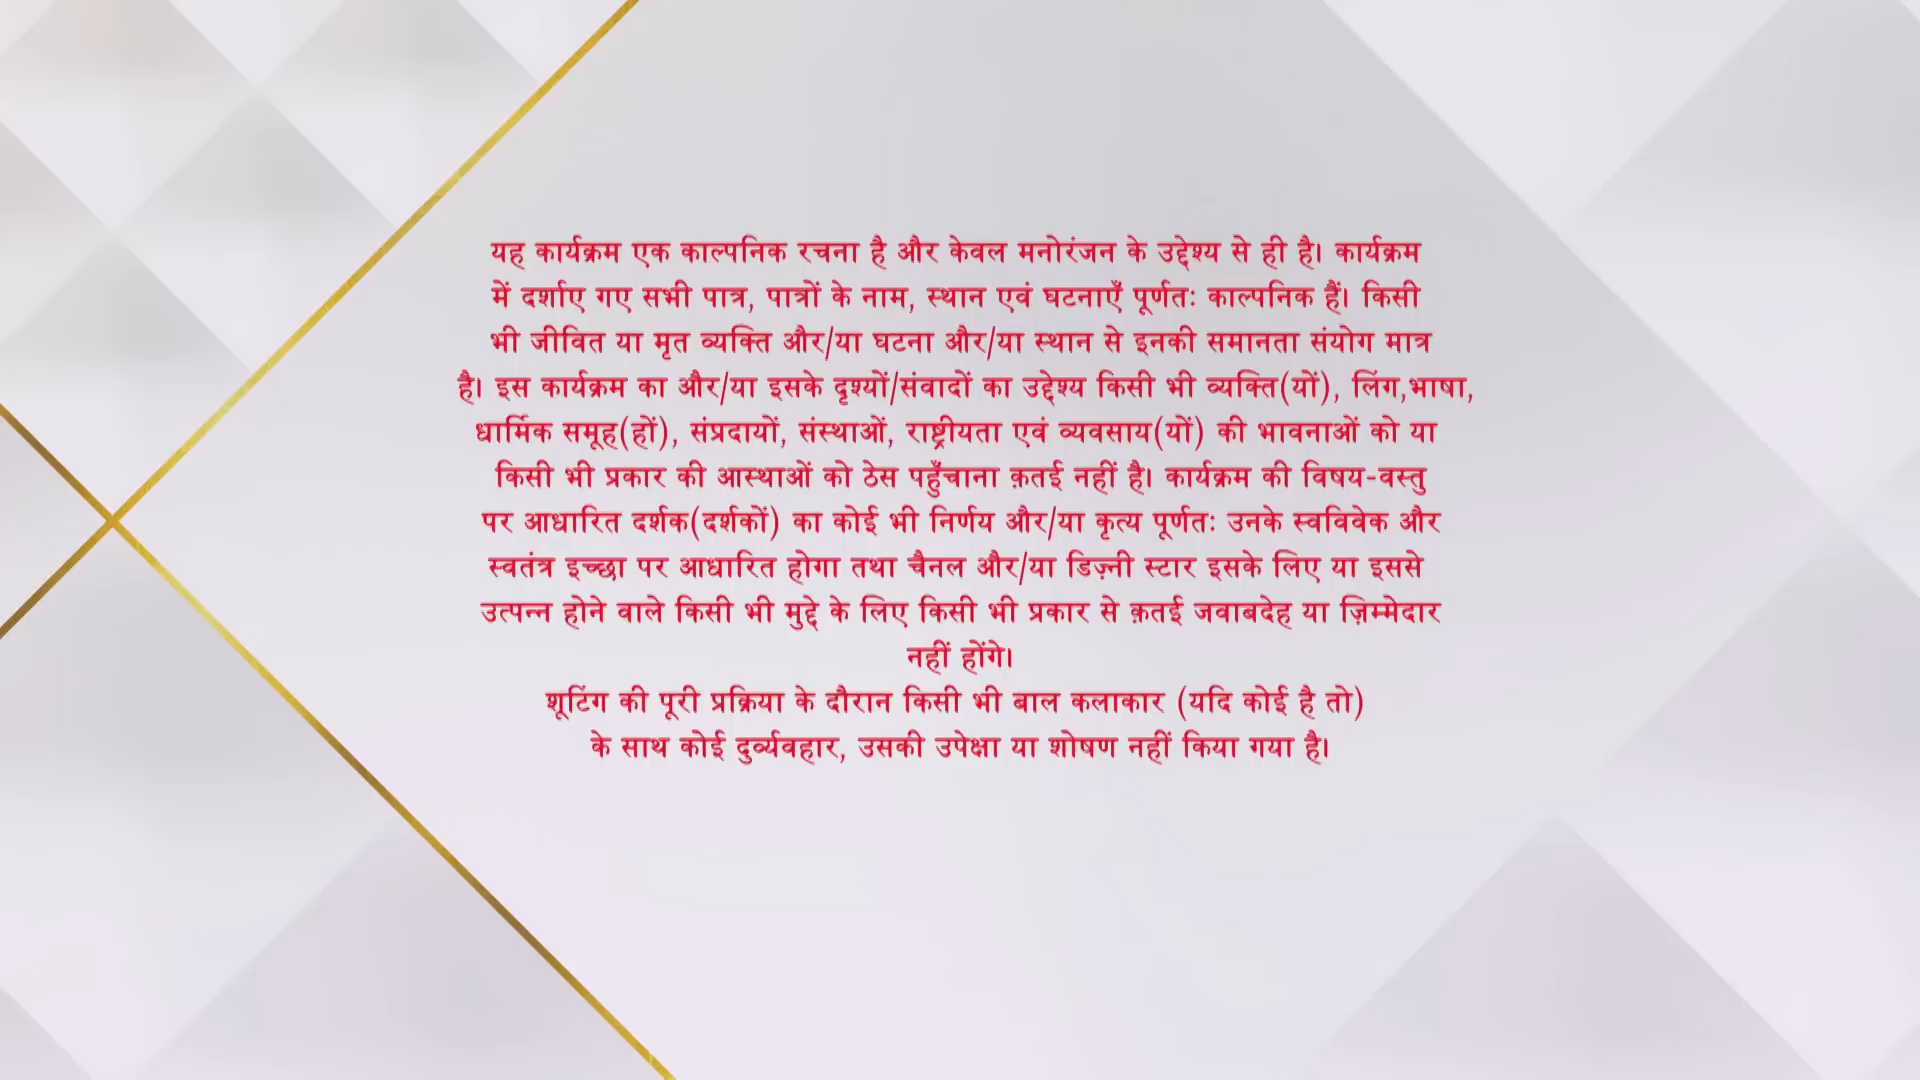 यह कार्यक्रम एक काल्पनिक रचना है और केवल मनोरंजन के उद्देश्य से ही है। कार्यक्रम
में दर्शाए गए सभी पात्र, पात्रों के नाम, स्थान एवं घटनाएँ पूर्णतः काल्पनिक हैं। किसी
भी जीवित या मृत व्यक्ति और/या घटना और/या स्थान से इनकी समानता संयोग मात्र
है। इस कार्यक्रम का और/या इसके दृश्यों/संवादों का उद्देश्य किसी भी व्यक्ति(यों), लिंग,भाषा,
धार्मिक समूह(हों), संप्रदायों, संस्थाओं, राष्ट्रीयता एवं व्यवसाय(यों) की भावनाओं को या
किसी भी प्रकार की आस्थाओं को ठेस पहुँचाना क़तई नहीं है। कार्यक्रम की विषय-वस्तु
पर आधारित दर्शक(दर्शकों) का कोई भी निर्णय और/या कृत्य पूर्णतः उनके स्वविवेक और
स्वतंत्र इच्छा पर आधारित होगा तथा चैनल और/या डिज़्नी स्टार इसके लिए या इससे
उत्पन्न होने वाले किसी भी मुद्दे के लिए किसी भी प्रकार से क़तई जवाबदेह या ज़िम्मेदार
नहीं होंगे।
शूटिंग की पूरी प्रक्रिया के दौरान किसी भी बाल कलाकार (यदि कोई है तो)
के साथ कोई दुर्व्यवहार, उसकी उपेक्षा या शोषण नहीं किया गया है।